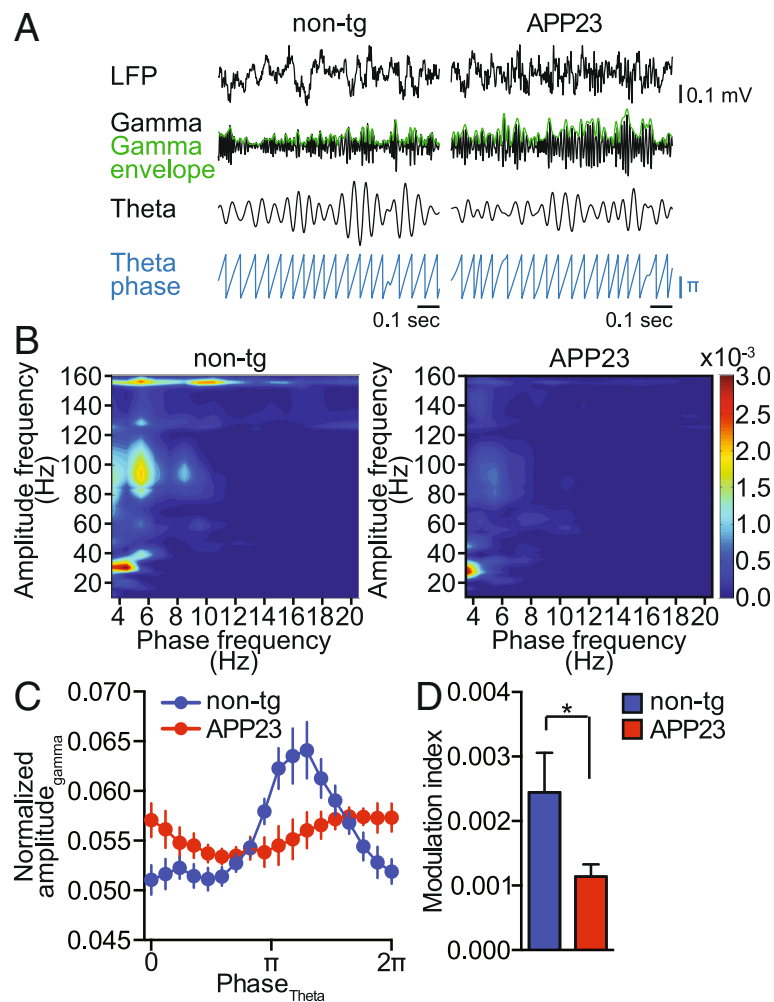 A
non-tg
APP23
LFP
0.1 mV
Gamma
Gamma
envelope
Theta
Theta
phase
π
0.1 sec
0.1 sec
B
non-tg
APP23
x10-3
Amplitude frequency
(Hz)
160
140
120
100
80
60
40
20
4 6 8 10 12 14 16 18 20
Phase frequency
(Hz)
Amplitude frequency
(Hz)
160
140
120
100
80
60
40
20
4 6 8 10 12 14 16 18 20
Phase frequency
(Hz)
3.0
2.5
2.0
1.5
1.0
0.5
0.0
C
non-tg
APP23
Normalized
amplitudegamma
0.070
0.065
0.060
0.055
0.050
0.045
0 π 2π
PhaseTheta
D
non-tg
APP23
*
Modulation index
0.004
0.003
0.002
0.001
0.000